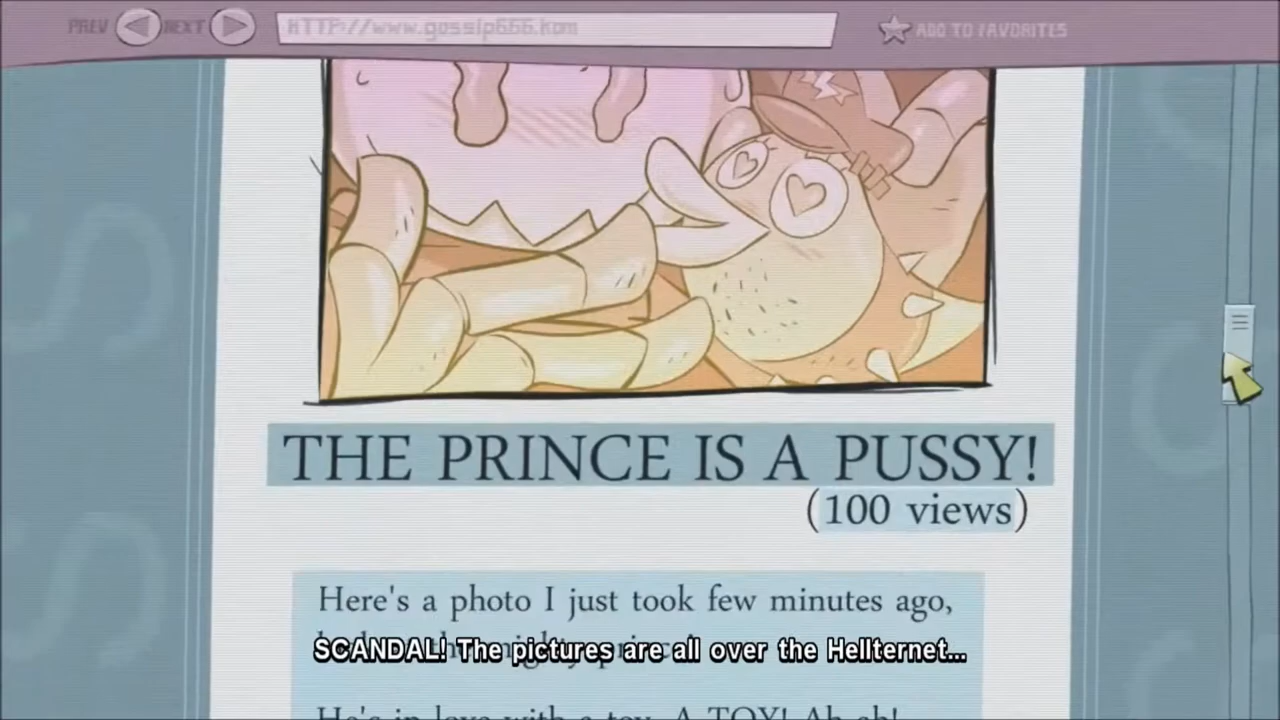 PREV NEXT HTTP://www.gossip666.hom ADD TO FAVORITES
THE PRINCE IS A PUSSY!
(100 views)
Here's a photo I just took few minutes ago,
SCANDAL! The pictures are all over the Hellternet...
He's in love with a toy. A TOY! Ah ah!